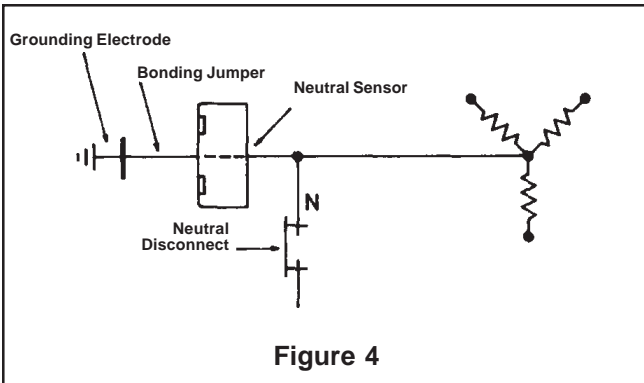 Grounding Electrode
Bonding Jumper
Neutral Sensor
N
Neutral
Disconnect
Figure 4